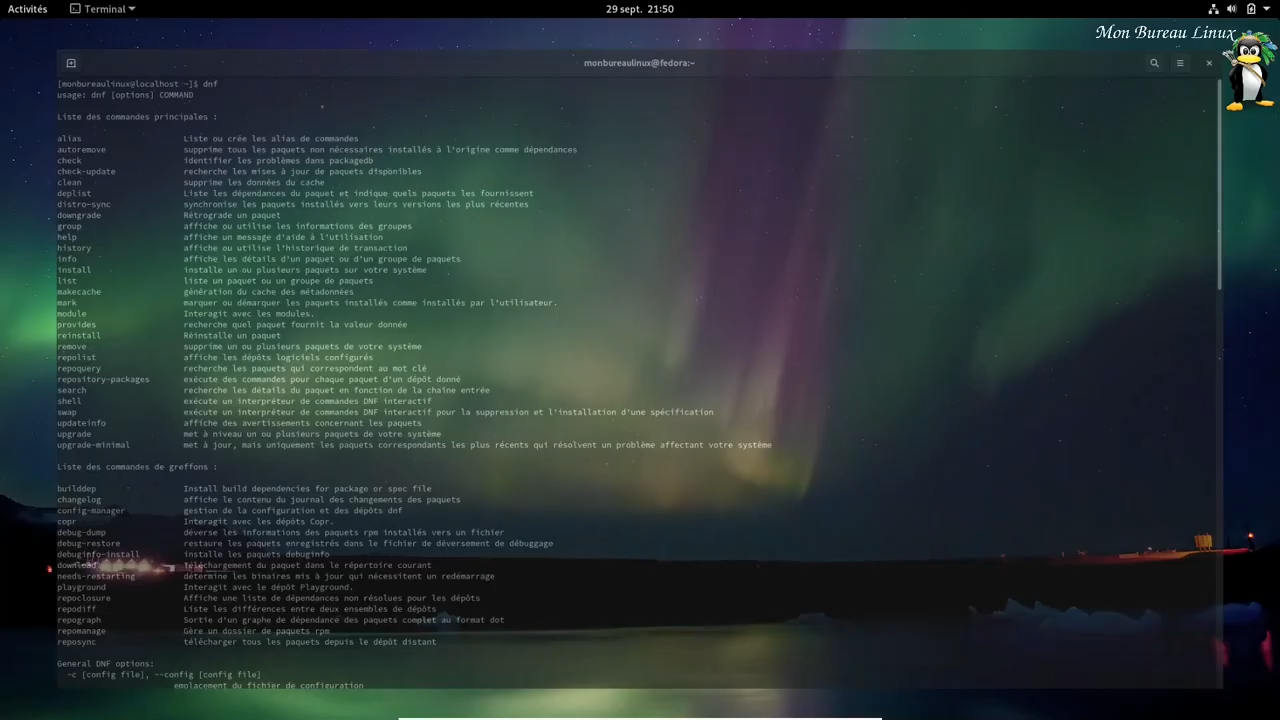 Activités
Terminal
29 sept. 21:50
Mon Bureau Linux
monbureaulinux@fedora:~
[monbureaulinux@localhost ~]$ dnf
usage: dnf [options] COMMAND
Liste des commandes principales :
alias Liste ou crée les alias de commandes
autoremove supprime tous les paquets non nécessaires installés à l'origine comme dépendances
check identifier les problèmes dans packagedb
check-update recherche les mises à jour de paquets disponibles
clean supprime les données du cache
deplist Liste les dépendances du paquet et indique quels paquets les fournissent
distro-sync synchronise les paquets installés vers leurs versions les plus récentes
downgrade Rétrograde un paquet
group affiche ou utilise les informations des groupes
help affiche un message d'aide à l'utilisation
history affiche ou utilise l'historique de transaction
info affiche les détails d'un paquet ou d'un groupe de paquets
install installe un ou plusieurs paquets sur votre système
list liste un paquet ou un groupe de paquets
makecache génération du cache des métadonnées
mark marquer ou démarquer les paquets installés comme installés par l'utilisateur.
module Interagit avec les modules.
provides recherche quel paquet fournit la valeur donnée
reinstall Réinstalle un paquet
remove supprime un ou plusieurs paquets de votre système
repolist affiche les dépôts logiciels configurés
repoquery recherche les paquets qui correspondent au mot clé
repository-packages exécute des commandes pour chaque paquet d'un dépôt donné
search recherche les détails du paquet en fonction de la chaîne entrée
shell exécute un interpréteur de commandes DNF interactif
swap exécute un interpréteur de commandes DNF interactif pour la suppression et l'installation d'une spécification
updateinfo affiche des avertissements concernant les paquets
upgrade met à niveau un ou plusieurs paquets de votre système
upgrade-minimal met à jour, mais uniquement les paquets correspondants les plus récents qui résolvent un problème affectant votre système
Liste des commandes de greffons :
builddep Install build dependencies for package or spec file
changelog affiche le contenu du journal des changements des paquets
config-manager gestion de la configuration et des dépôts dnf
copr Interagit avec les dépôts Copr.
debug-dump déverse les informations des paquets rpm installés vers un fichier
debug-restore restaure les paquets enregistrés dans le fichier de déversement de débuggage
debuginfo-install installe les paquets debuginfo
download Téléchargement du paquet dans le répertoire courant
needs-restarting détermine les binaires mis à jour qui nécessitent un redémarrage
playground Interagit avec le dépôt Playground.
repoclosure Affiche une liste de dépendances non résolues pour les dépôts
repodiff Liste les différences entre deux ensembles de dépôts
repograph Sortie d'un graphe de dépendance des paquets complet au format dot
repomanage Gère un dossier de paquets rpm
reposync télécharger tous les paquets depuis le dépôt distant
General DNF options:
-c [config file], --config [config file]
emplacement du fichier de configuration